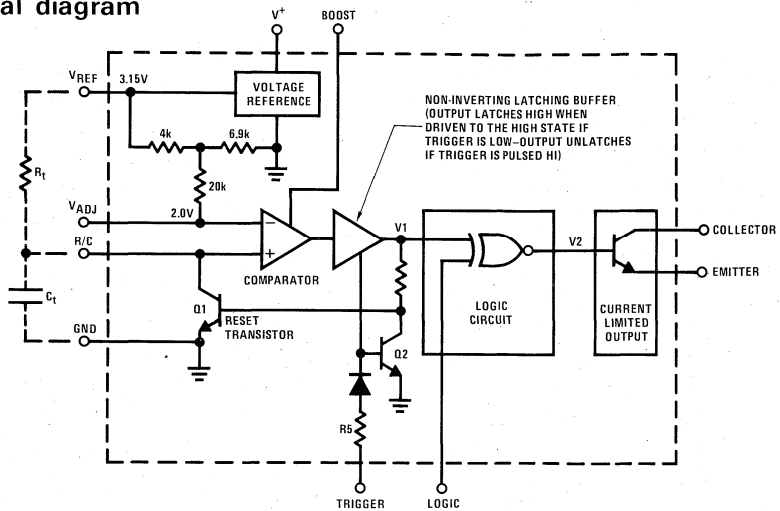 al diagram
V+
BOOST
VREF
3.15V
VOLTAGE
REFERENCE
NON-INVERTING LATCHING BUFFER
(OUTPUT LATCHES HIGH WHEN
DRIVEN TO THE HIGH STATE IF
TRIGGER IS LOW–OUTPUT UNLATCHES
IF TRIGGER IS PULSED HI)
4k
6.9k
Rt
20k
VADJ
2.0V
−
V1
V2
COLLECTOR
R/C
+
COMPARATOR
EMITTER
Ct
Q1
RESET
TRANSISTOR
LOGIC
CIRCUIT
CURRENT
LIMITED
OUTPUT
GND
Q2
R5
TRIGGER
LOGIC